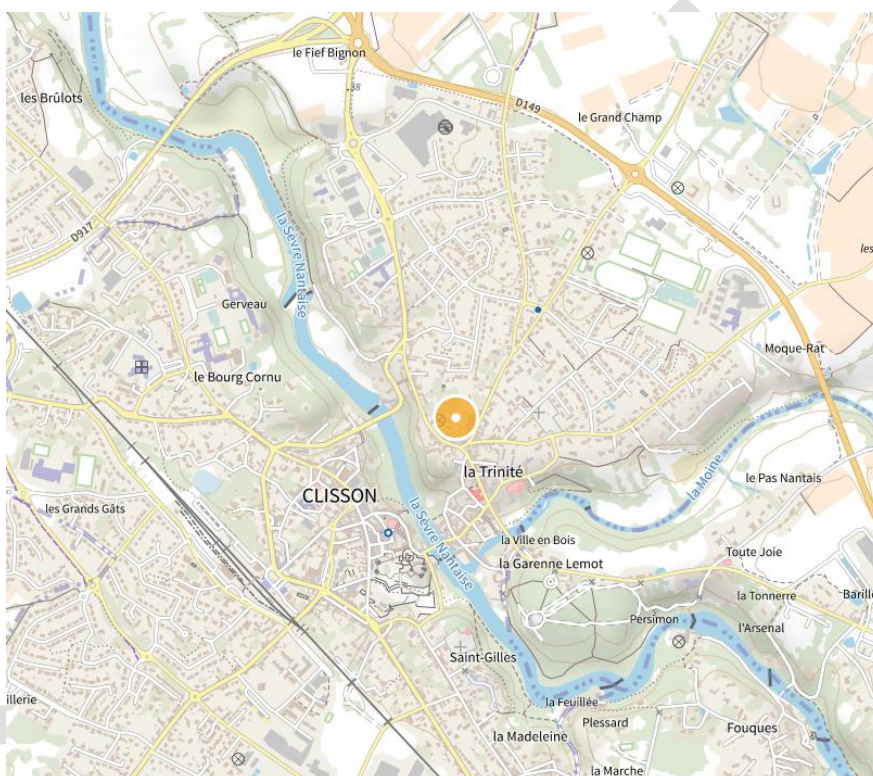 le Fief Bignon
38
les Brûlots
D149
le Grand Champ
D917
la Sèvre Nantaise
les
Gerveau
Moque-Rat
le Bourg Cornu
la Trinité
la Moine
le Pas Nantais
CLISSON
les Grands Gâts
la Sèvre Nantaise
la Ville en Bois
la Garenne Lemot
Toute Joie
la Tonnerre
Barill
Persimon
l'Arsenal
Saint-Gilles
illerie
la Feuillée
Plessard
Fouques
la Madeleine
la Marche